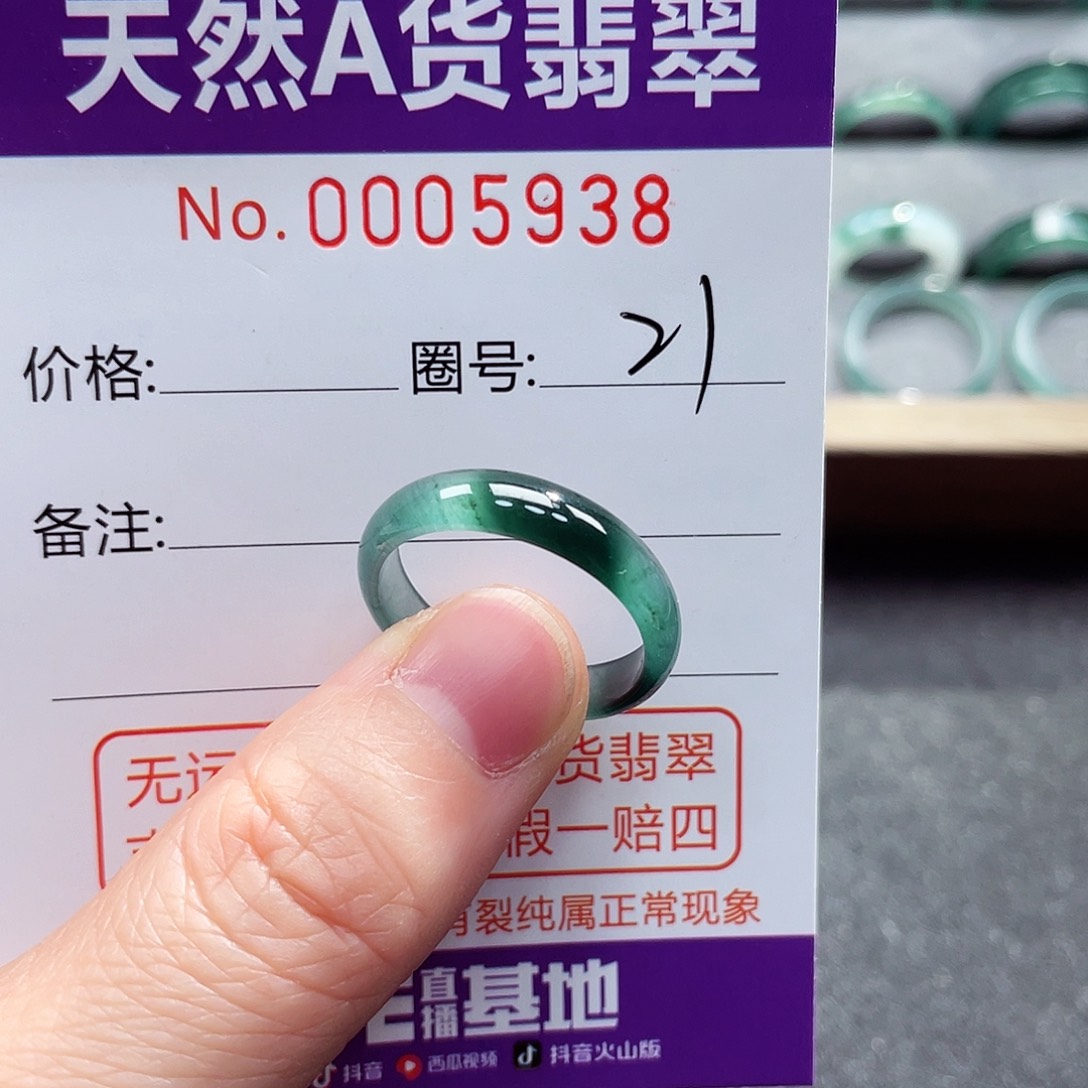 天然A货翡翠
No. 0005938
价格: 圈号: 21
备注:
无运 货翡翠
假一赔四
有裂纯属正常现象
直播基地
抖音 西瓜视频 抖音火山版